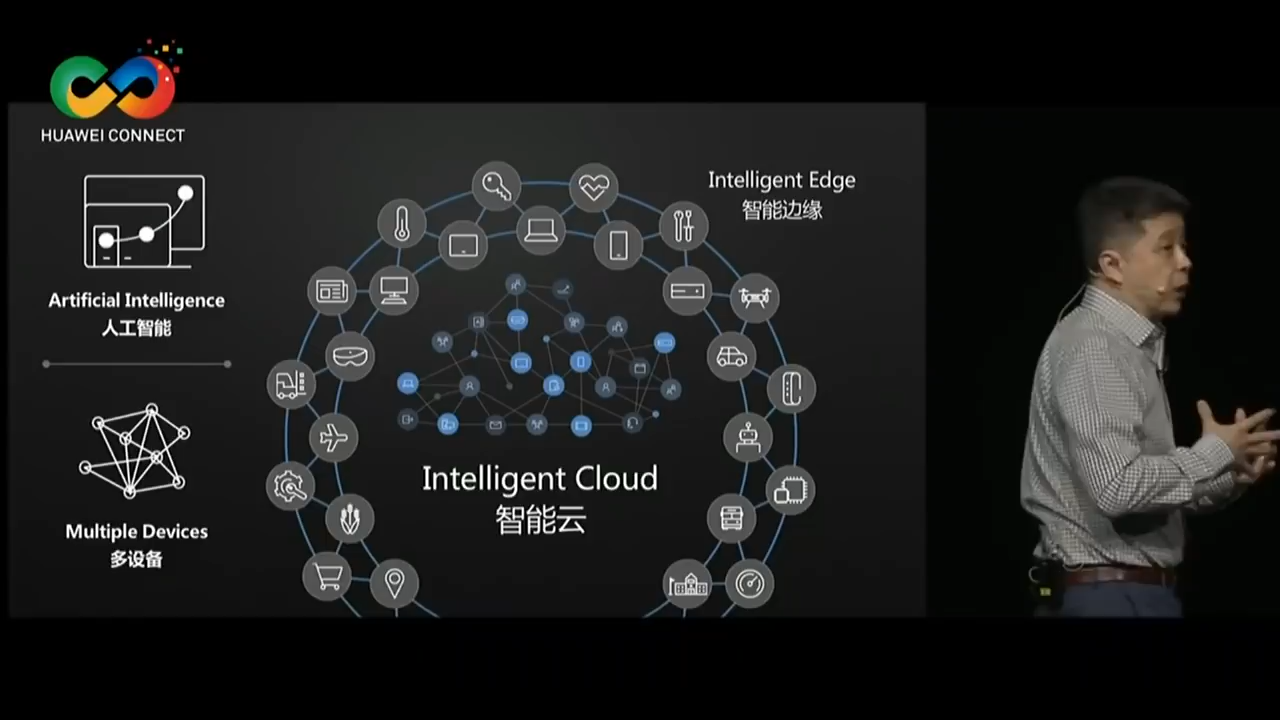 HUAWEI CONNECT
Artificial Intelligence
人工智能
Multiple Devices
多设备
Intelligent Edge
智能边缘
Intelligent Cloud
智能云